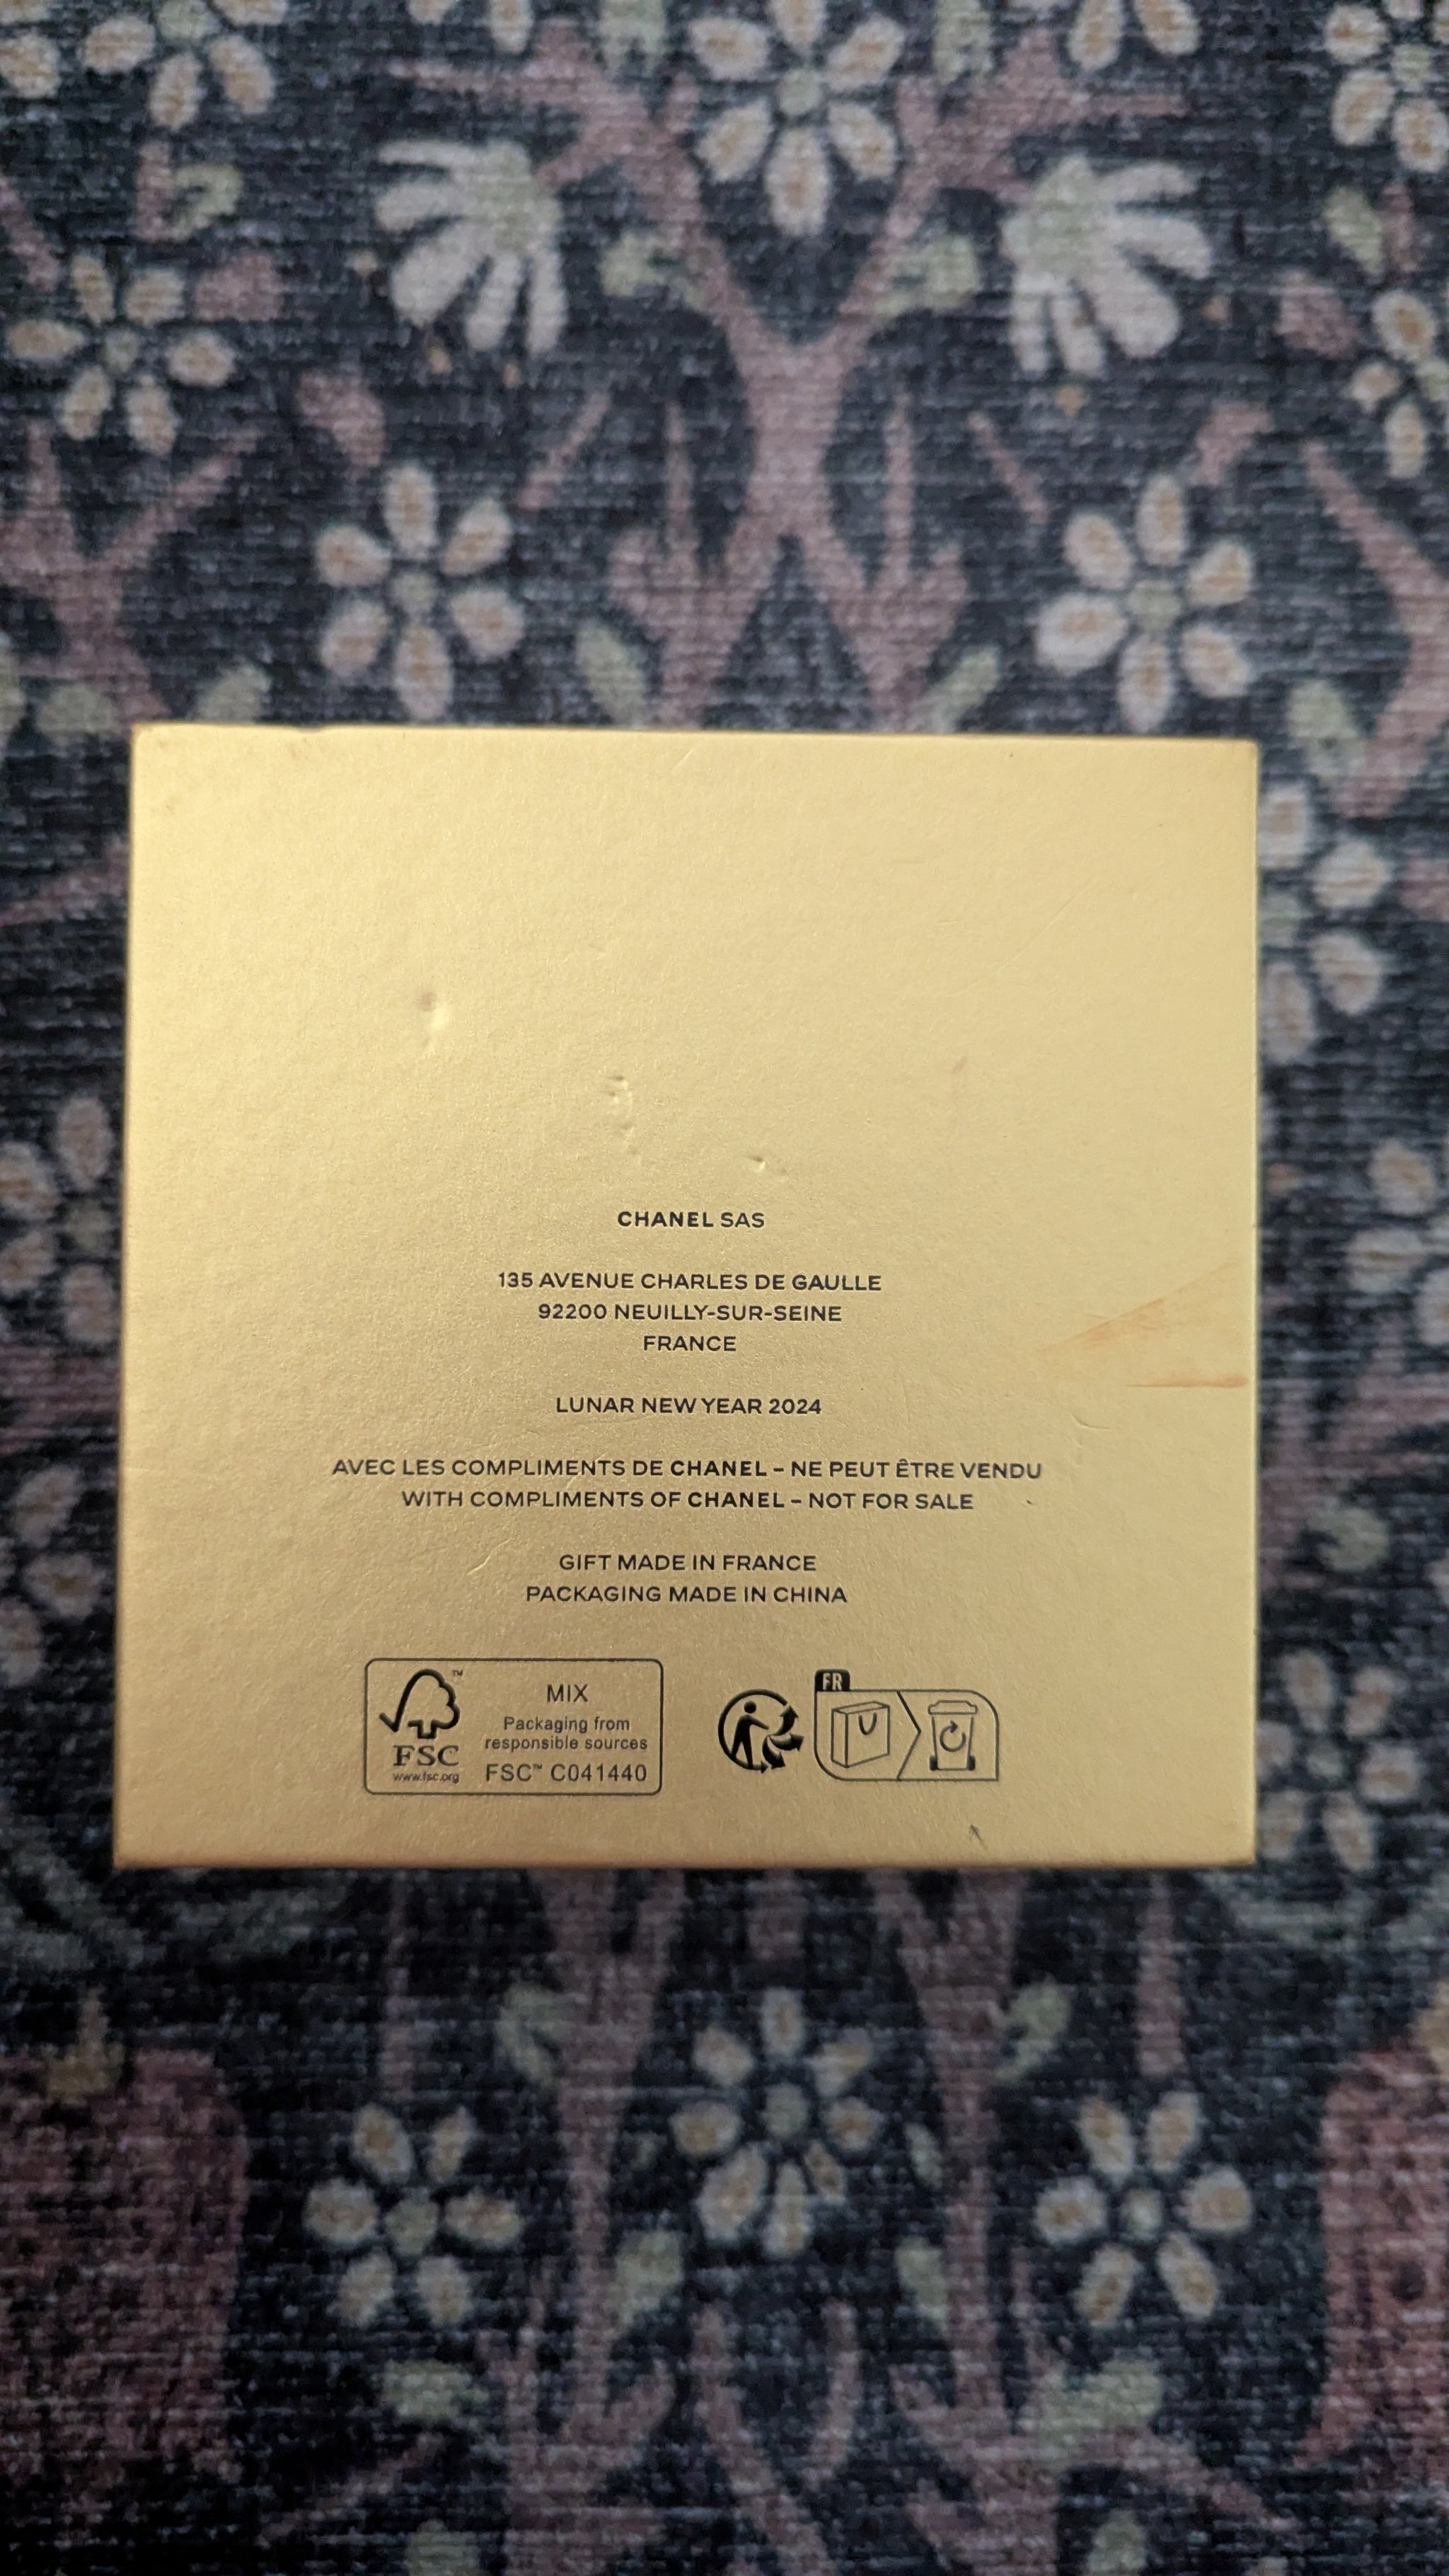 CHANEL SAS
135 AVENUE CHARLES DE GAULLE
92200 NEUILLY-SUR-SEINE
FRANCE
LUNAR NEW YEAR 2024
AVEC LES COMPLIMENTS DE CHANEL – NE PEUT ÊTRE VENDU
WITH COMPLIMENTS OF CHANEL – NOT FOR SALE
GIFT MADE IN FRANCE
PACKAGING MADE IN CHINA
FSC
www.fsc.org
MIX
Packaging from
responsible sources
FSC™ C041440
FR